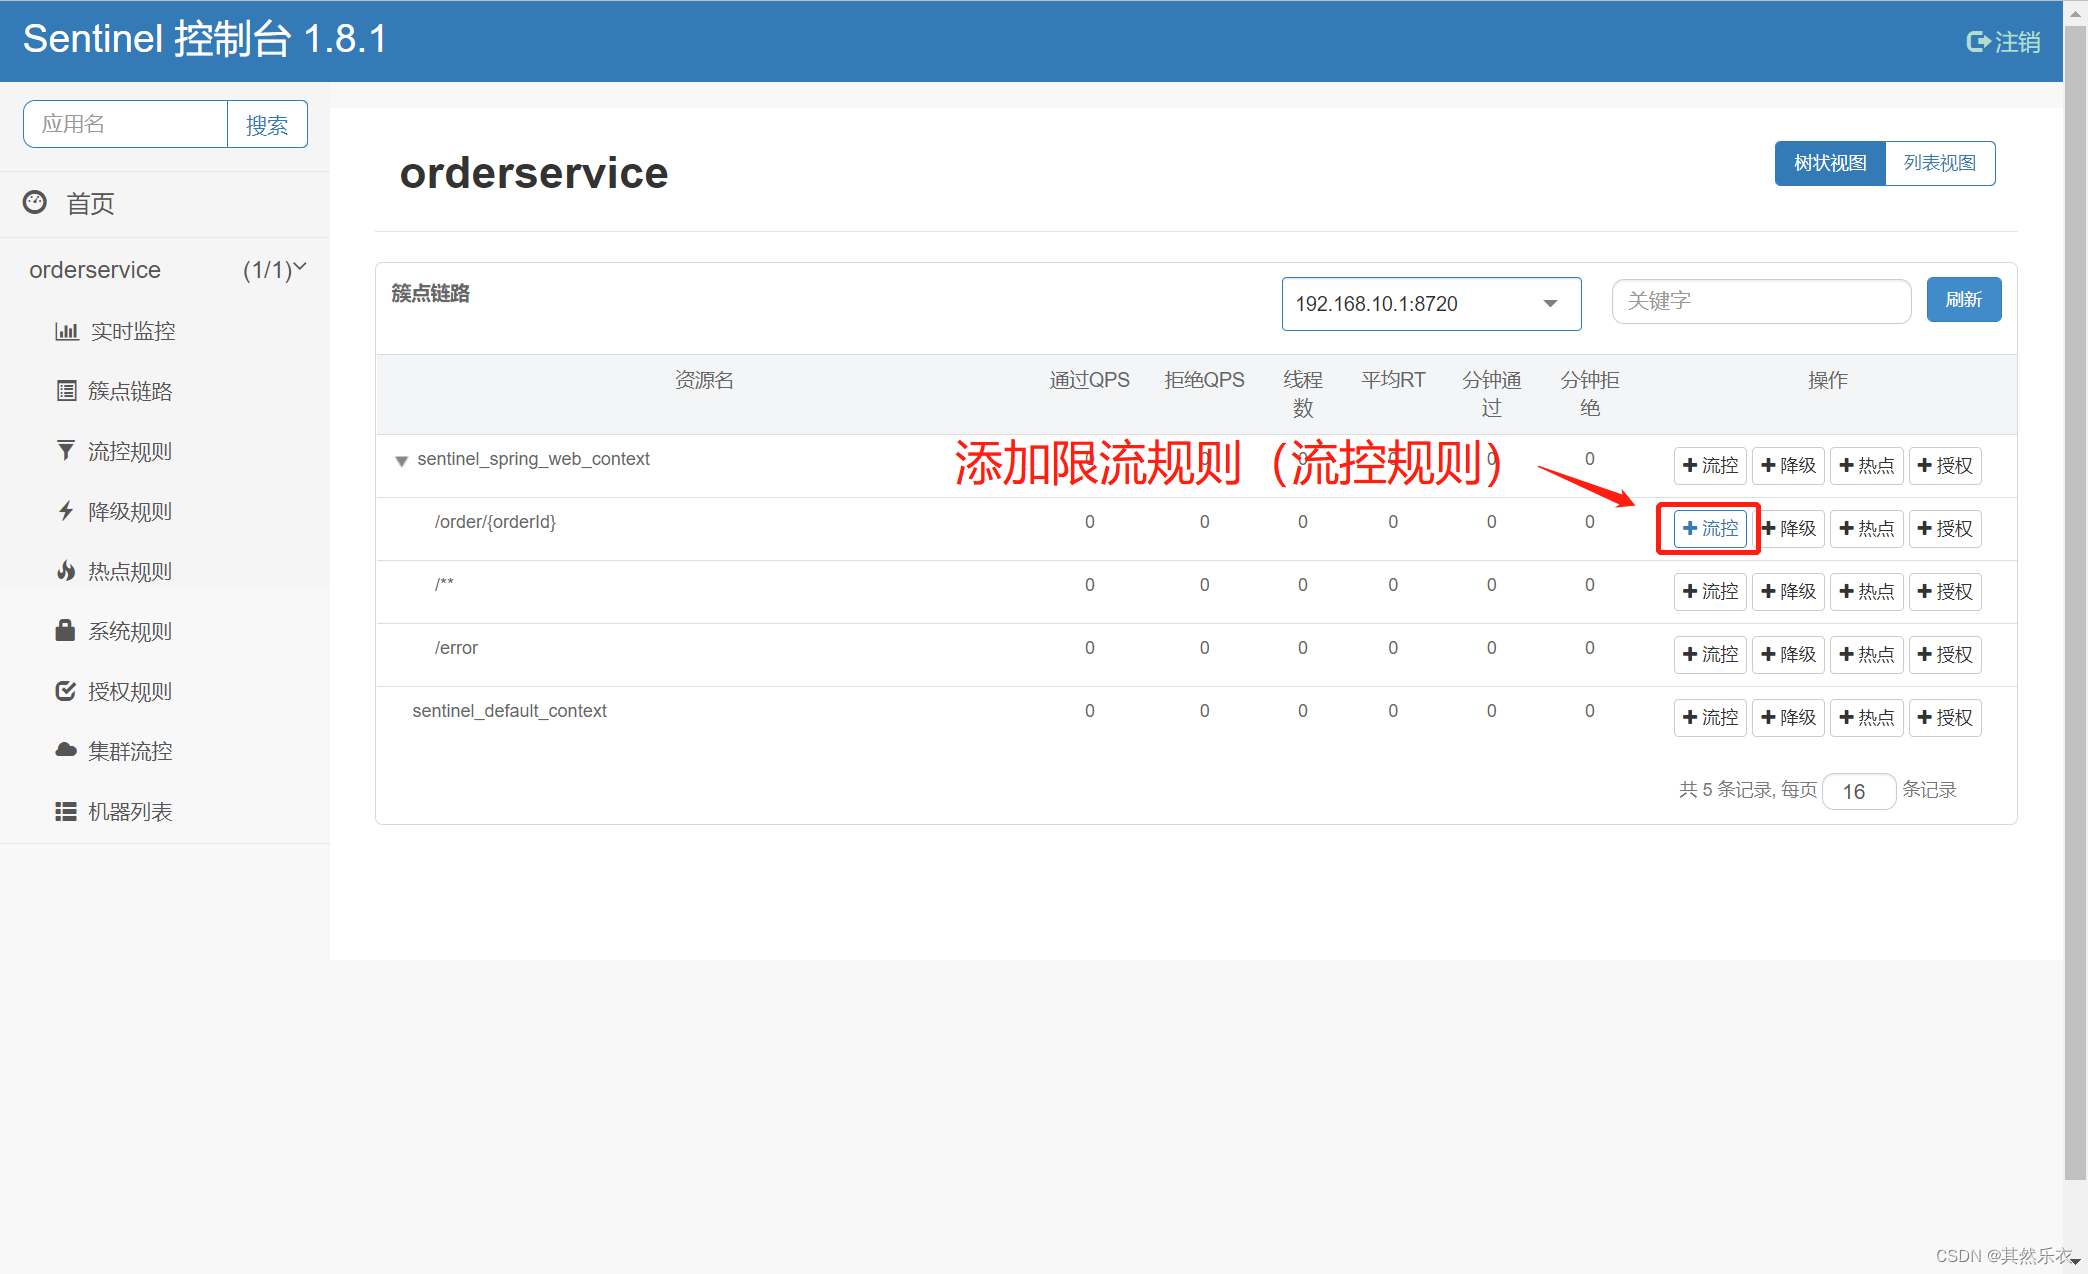 Sentinel 控制台 1.8.1
注销
应用名
搜索
首页
orderservice (1/1)
实时监控
簇点链路
流控规则
降级规则
热点规则
系统规则
授权规则
集群流控
机器列表
orderservice
树状视图 列表视图
簇点链路
192.168.10.1:8720
关键字
刷新
资源名 通过QPS 拒绝QPS 线程数 平均RT 分钟通过 分钟拒绝 操作
sentinel_spring_web_context 0 0 0 0 0 0 流控 降级 热点 授权
添加限流规则（流控规则）
/order/{orderId} 0 0 0 0 0 0 流控 降级 热点 授权
/** 0 0 0 0 0 0 流控 降级 热点 授权
/error 0 0 0 0 0 0 流控 降级 热点 授权
sentinel_default_context 0 0 0 0 0 0 流控 降级 热点 授权
共 5 条记录, 每页 16 条记录
CSDN @其然乐衣